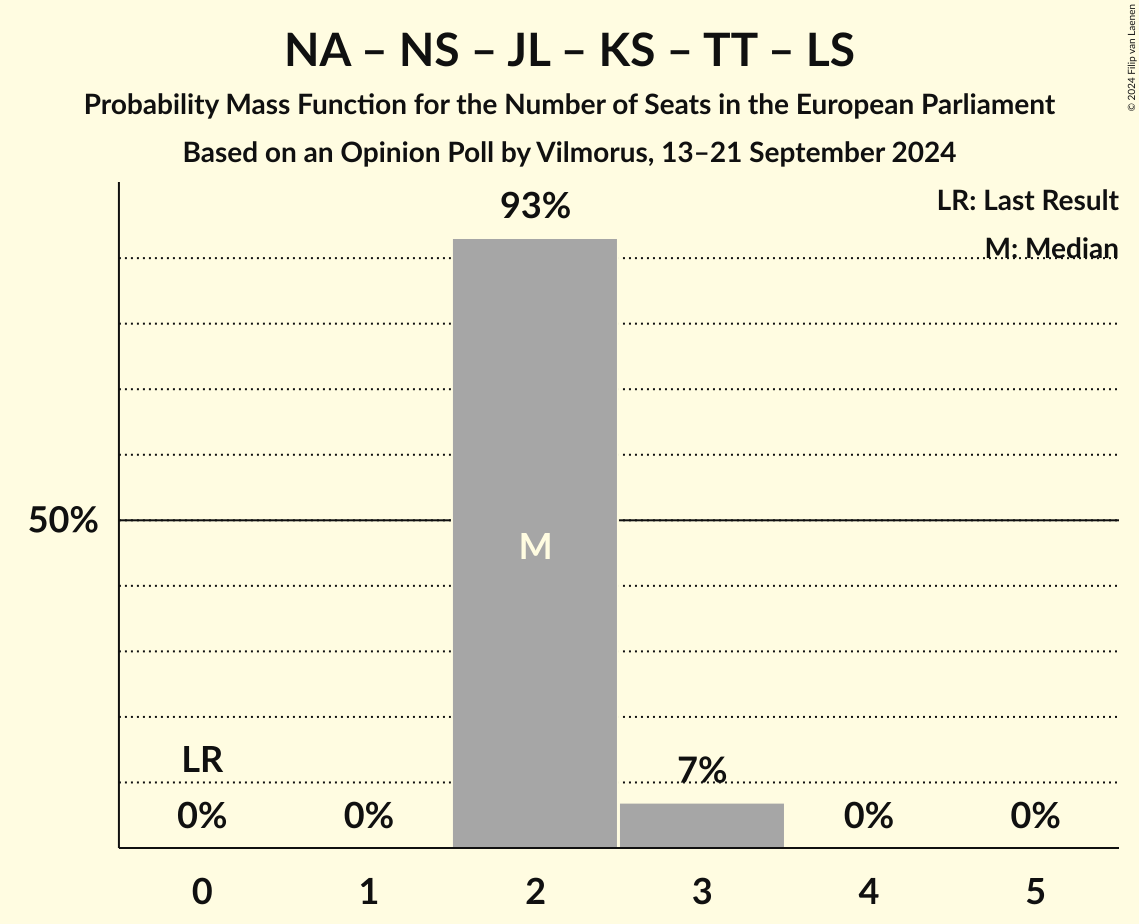 NA – NS – JL – KS – TT – LS
Probability Mass Function for the Number of Seats in the European Parliament
Based on an Opinion Poll by Vilmorus, 13–21 September 2024
© 2024 Filip van Laenen
LR: Last Result
M: Median
93%
50%
M
LR
7%
0% 0% 0% 0%
0 1 2 3 4 5